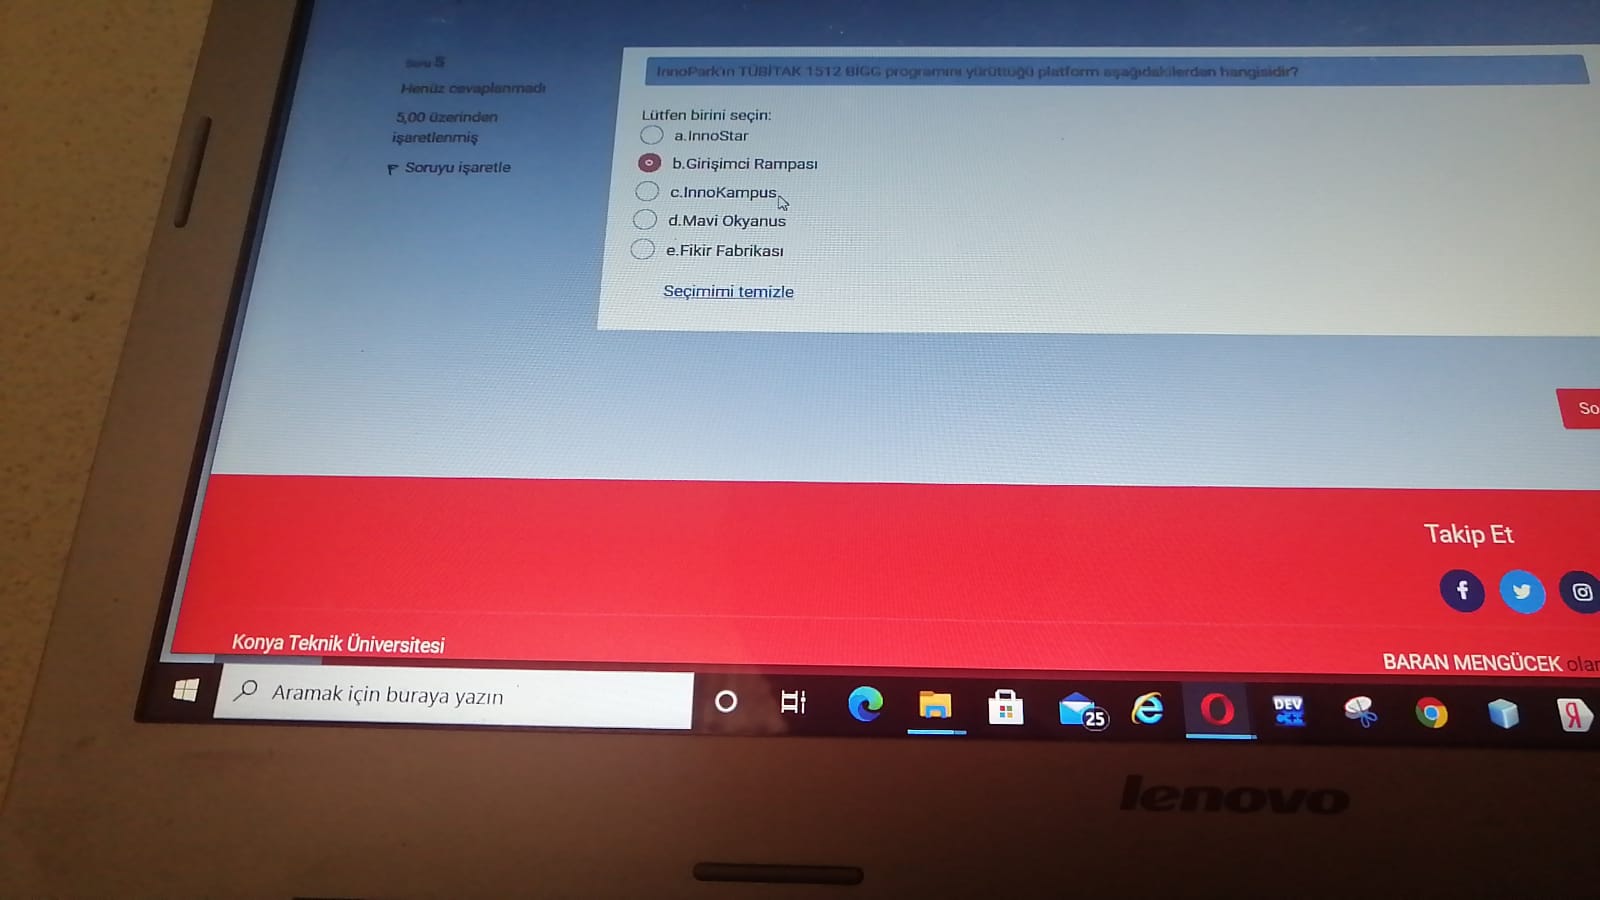 Soru 5
Henüz cevaplanmadı
5,00 üzerinden
işaretlenmiş
Soruyu işaretle
InnoPark'ın TÜBİTAK 1512 BİGG programını yürüttüğü platform aşağıdakilerden hangisidir?
Lütfen birini seçin:
a.InnoStar
b.Girişimci Rampası
c.InnoKampus
d.Mavi Okyanus
e.Fikir Fabrikası
Seçimimi temizle
So
Takip Et
Konya Teknik Üniversitesi
BARAN MENGÜCEK olar
Aramak için buraya yazın
25
DEV
C++
Я
lenovo